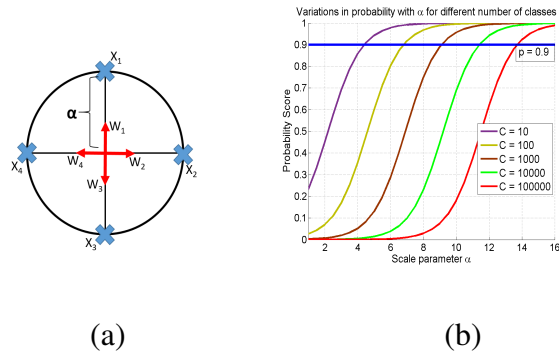 X1
α
W1
W4
W2
X4
X2
W3
X3
(a)
Variations in probability with α for different number of classes
1
0.9
0.8
0.7
0.6
0.5
0.4
0.3
0.2
0.1
0
Probability Score
p = 0.9
C = 10
C = 100
C = 1000
C = 10000
C = 100000
2 4 6 8 10 12 14 16
Scale parameter α
(b)